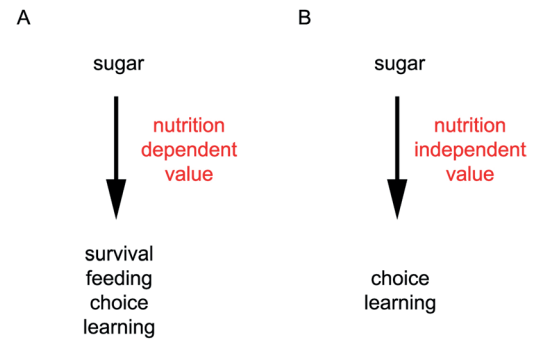 A
sugar
nutrition
dependent
value
survival
feeding
choice
learning
B
sugar
nutrition
independent
value
choice
learning